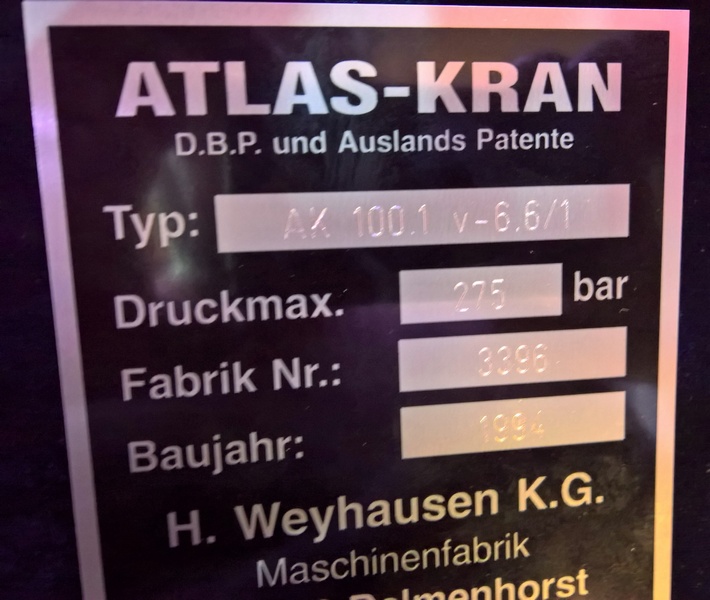 ATLAS-KRAN
D.B.P. und Auslands Patente
Typ: AK 100.1 v-6.6/1
Druckmax. 275 bar
Fabrik Nr.: 3396
Baujahr: 1994
H. Weyhausen K.G.
Maschinenfabrik
Delmenhorst